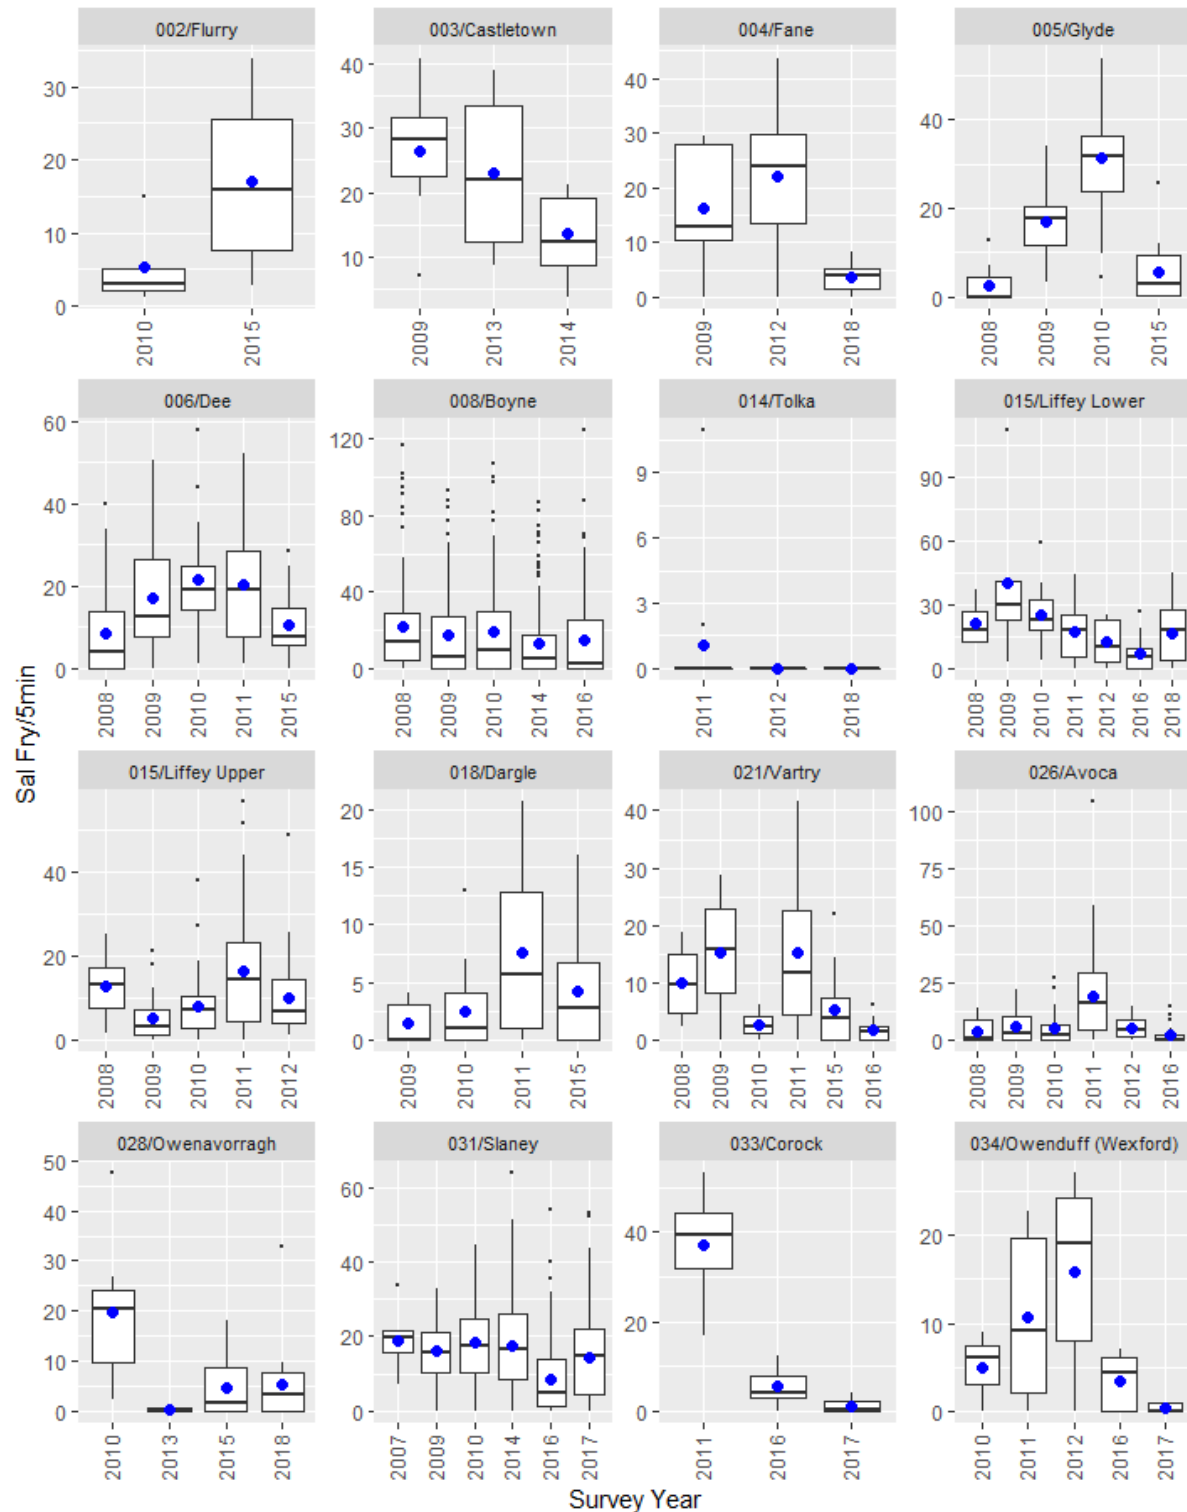 002/Flurry 003/Castletown 004/Fane 005/Glyde
30 20 10 0
40 30 20 10
40 30 20 10 0
40 20 0
2010 2015
2009 2013 2014
2009 2012 2018
2008 2009 2010 2015
006/Dee 008/Boyne 014/Tolka 015/Liffey Lower
60 40 20 0
120 80 40 0
9 6 3 0
90 60 30 0
2008 2009 2010 2011 2015
2008 2009 2010 2014 2016
2011 2012 2018
2008 2009 2010 2011 2012 2016 2018
Sal Fry/5min
015/Liffey Upper 018/Dargle 021/Vartry 026/Avoca
40 20 0
20 15 10 5 0
40 30 20 10 0
100 75 50 25 0
2008 2009 2010 2011 2012
2009 2010 2011 2015
2008 2009 2010 2011 2015 2016
2008 2009 2010 2011 2012 2016
028/Owenavorragh 031/Slaney 033/Corock 034/Owenduff (Wexford)
50 40 30 20 10 0
60 40 20 0
40 20 0
20 10 0
2010 2013 2015 2018
2007 2009 2010 2014 2016 2017
2011 2016 2017
2010 2011 2012 2016 2017
Survey Year